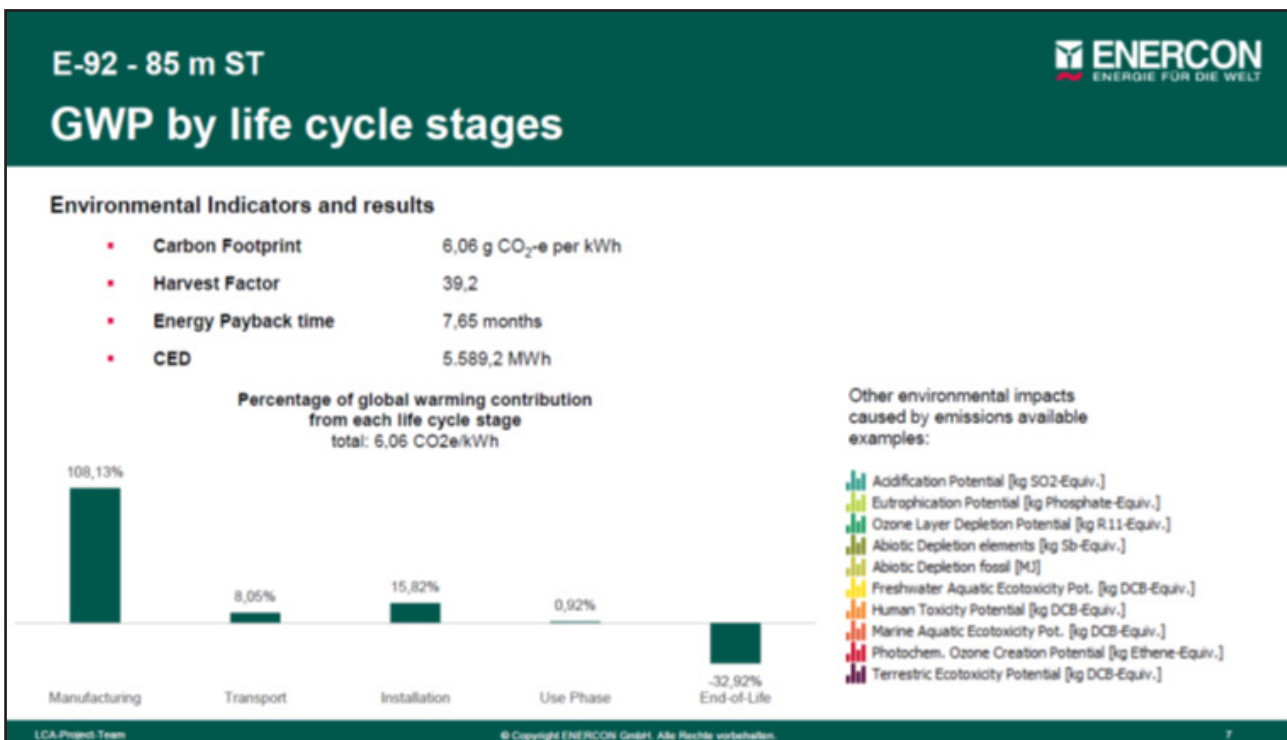 E-92 - 85 m ST
ENERCON
ENERGIE FÜR DIE WELT
GWP by life cycle stages
Environmental Indicators and results
Carbon Footprint 6,06 g CO₂-e per kWh
Harvest Factor 39,2
Energy Payback time 7,65 months
CED 5.589,2 MWh
Percentage of global warming contribution
from each life cycle stage
total: 6,06 CO2e/kWh
108,13%
8,05%
15,82%
0,92%
-32,92%
Manufacturing
Transport
Installation
Use Phase
End-of-Life
Other environmental impacts
caused by emissions available
examples:
Acidification Potential [kg SO2-Equiv.]
Eutrophication Potential [kg Phosphate-Equiv.]
Ozone Layer Depletion Potential [kg R11-Equiv.]
Abiotic Depletion elements [kg Sb-Equiv.]
Abiotic Depletion fossil [MJ]
Freshwater Aquatic Ecotoxicity Pot. [kg DCB-Equiv.]
Human Toxicity Potential [kg DCB-Equiv.]
Marine Aquatic Ecotoxicity Pot. [kg DCB-Equiv.]
Photochem. Ozone Creation Potential [kg Ethene-Equiv.]
Terrestric Ecotoxicity Potential [kg DCB-Equiv.]
LCA-Project-Team
© Copyright ENERCON GmbH. Alle Rechte vorbehalten.
7